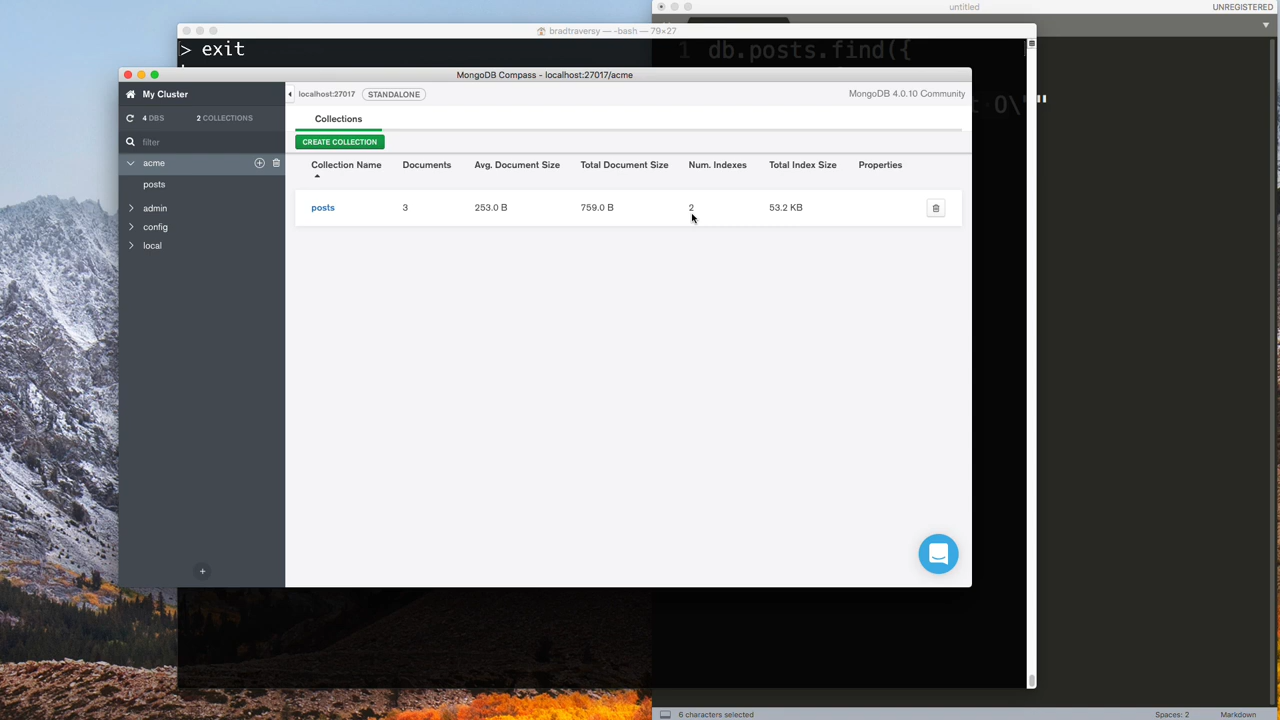 untitled
UNREGISTERED
bradtraversy — -bash — 79×27
> exit
1 db.posts.find({
t 0\""
MongoDB Compass - localhost:27017/acme
My Cluster
localhost:27017
STANDALONE
MongoDB 4.0.10 Community
4 DBS
2 COLLECTIONS
Collections
filter
CREATE COLLECTION
acme
posts
admin
config
local
Collection Name
Documents
Avg. Document Size
Total Document Size
Num. Indexes
Total Index Size
Properties
posts
3
253.0 B
759.0 B
2
53.2 KB
6 characters selected
Spaces: 2
Markdown